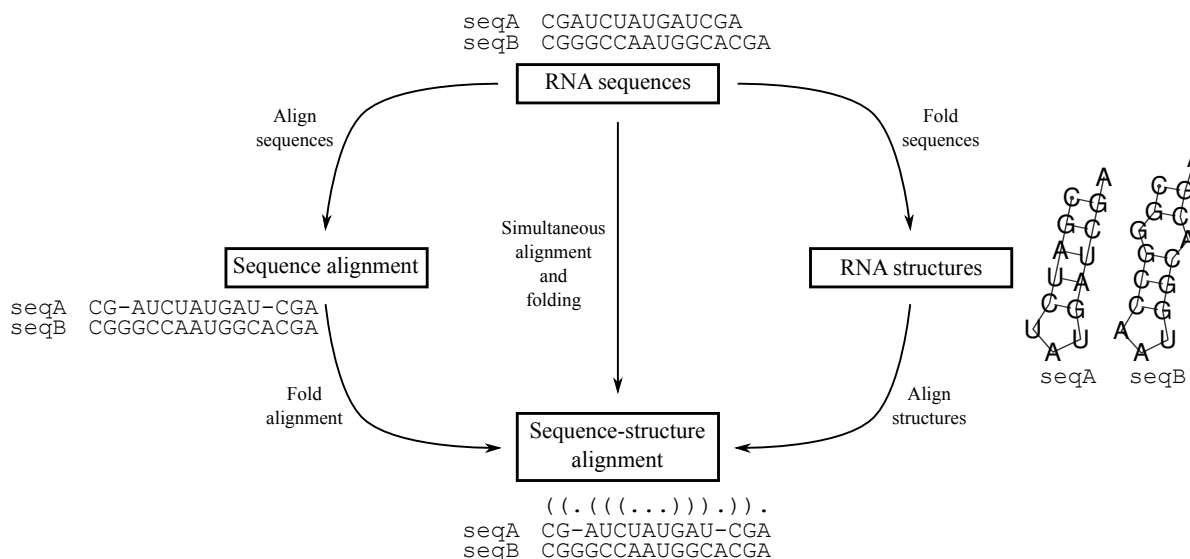 seqA CGAUCUAUGAUCGA
seqB CGGGCCAAUGGCACGA
RNA sequences
Align
sequences
Fold
sequences
Simultaneous
alignment
and
folding
Sequence alignment
RNA structures
seqA CG-AUCUAUGAU-CGA
seqB CGGGCCAAUGGCACGA
C G A U C U A U G A U C G A
C G G G C C A A U G G C A C G
seqA seqB
Fold
alignment
Align
structures
Sequence-structure
alignment
((.(((...))).)).
seqA CG-AUCUAUGAU-CGA
seqB CGGGCCAAUGGCACGA